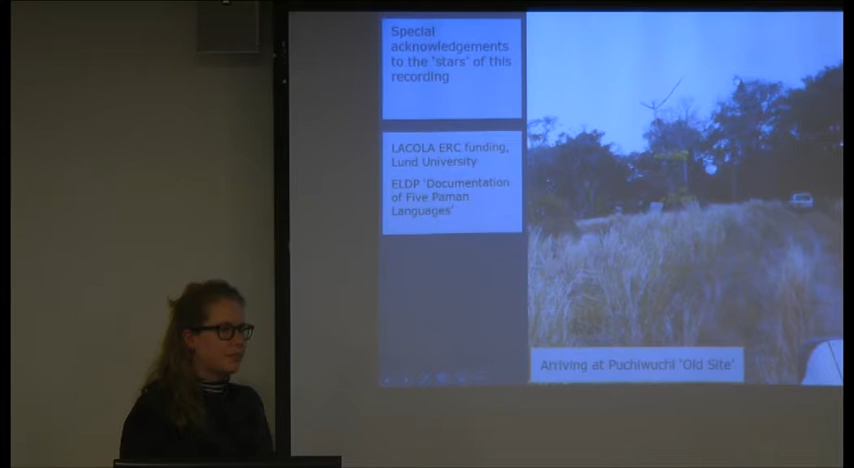 Special
acknowledgements
to the 'stars' of this
recording
LACOLA ERC funding,
Lund University
ELDP 'Documentation
of Five Paman
Languages'
Arriving at Puchiwuchi 'Old Site'